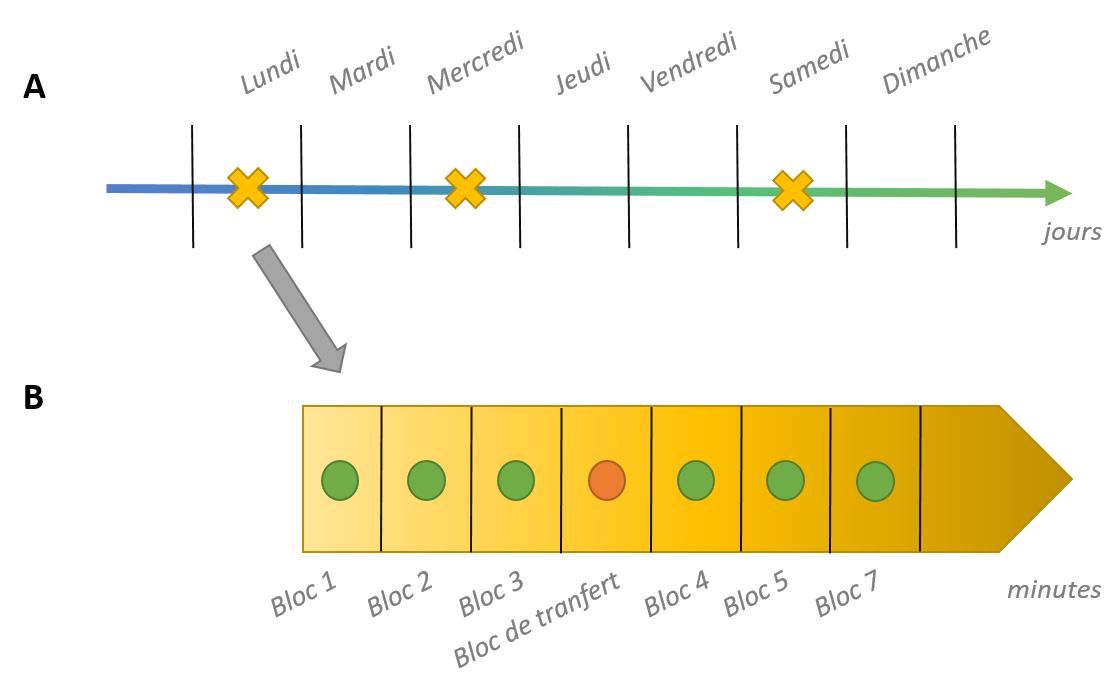 A
Lundi
Mardi
Mercredi
Jeudi
Vendredi
Samedi
Dimanche
jours
B
Bloc 1
Bloc 2
Bloc 3
Bloc de tranfert
Bloc 4
Bloc 5
Bloc 7
minutes